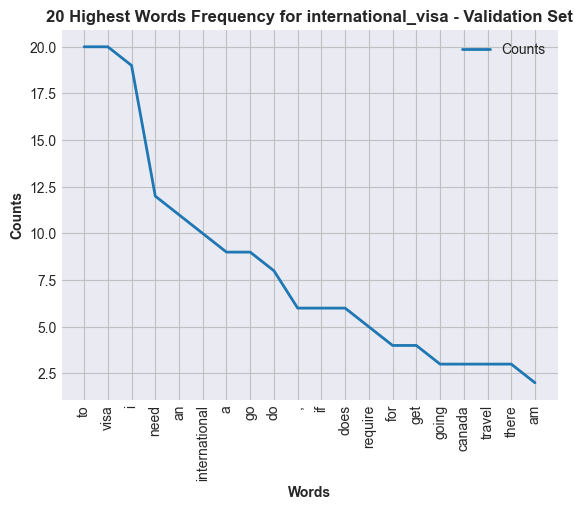 20 Highest Words Frequency for international_visa - Validation Set
Counts
Counts
20.0
17.5
15.0
12.5
10.0
7.5
5.0
2.5
to
visa
i
need
an
international
a
go
do
,
if
does
require
for
get
going
canada
travel
there
am
Words